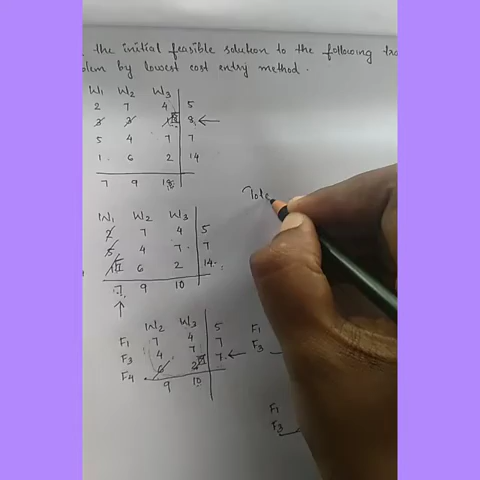 the initial feasible solution to the following tra
blem by lowest cost entry method.
W1 W2 W3
2 7 4 5
3 3 1 8 8
5 4 7 7
1 6 2 14
7 9 18
W1 W2 W3
2 7 4 5
5 4 7 7
1 7 6 2 14
7 9 10
W2 W3
F1 7 4 5
F3 4 7 7
F4 6 2 7 7
9 10
Tota
F1
F3
F1
F3